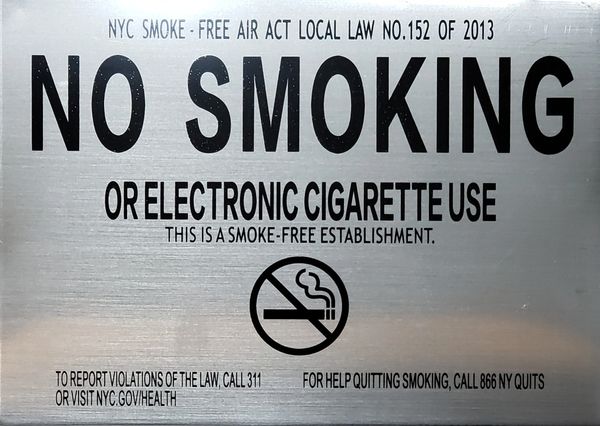 NYC SMOKE - FREE AIR ACT LOCAL LAW NO.152 OF 2013
NO SMOKING
OR ELECTRONIC CIGARETTE USE
THIS IS A SMOKE-FREE ESTABLISHMENT.
TO REPORT VIOLATIONS OF THE LAW, CALL 311
OR VISIT NYC.GOV/HEALTH
FOR HELP QUITTING SMOKING, CALL 866 NY QUITS